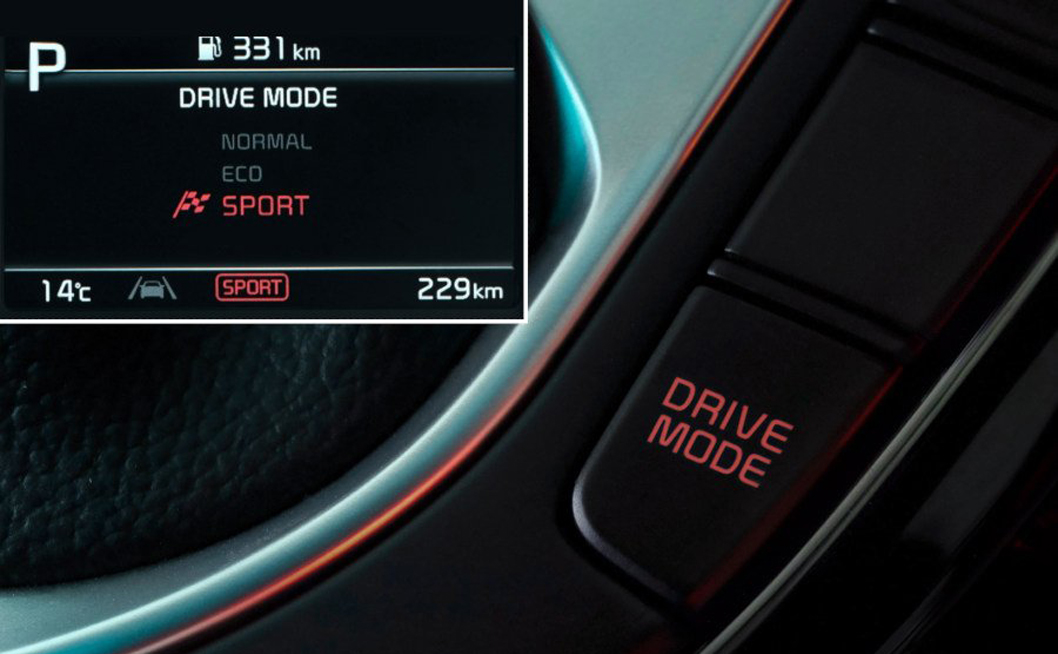 P
331 km
DRIVE MODE
NORMAL
ECO
SPORT
14°c
SPORT
229km
DRIVE
MODE